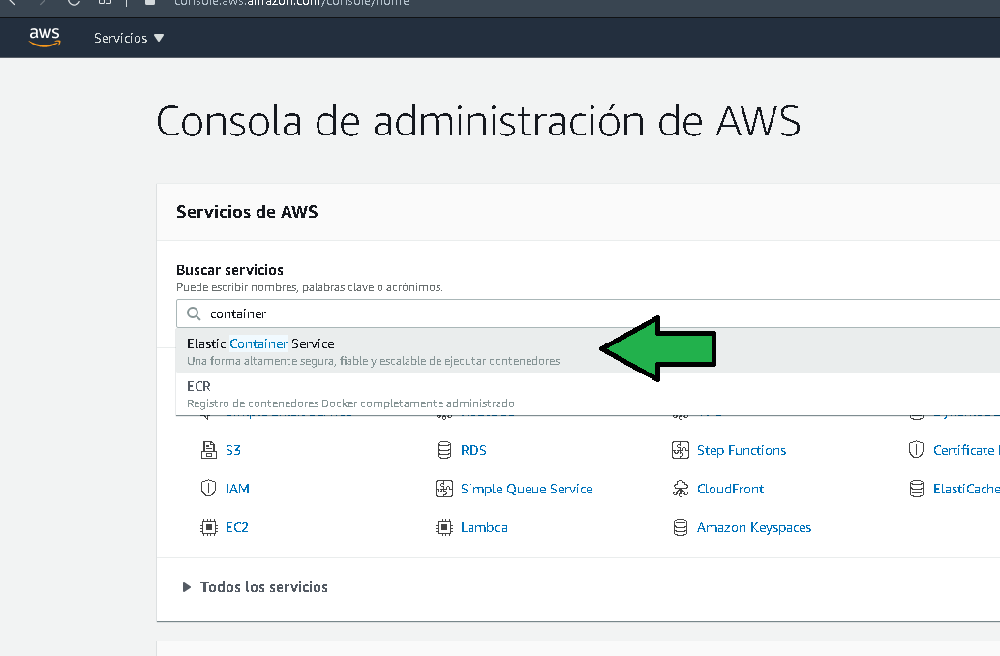 console.aws.amazon.com/console/home
aws
Servicios
Consola de administración de AWS
Servicios de AWS
Buscar servicios
Puede escribir nombres, palabras clave o acrónimos.
container
Elastic Container Service
Una forma altamente segura, fiable y escalable de ejecutar contenedores
ECR
Registro de contenedores Docker completamente administrado
S3 RDS Step Functions Certificate
IAM Simple Queue Service CloudFront ElastiCache
EC2 Lambda Amazon Keyspaces
Todos los servicios